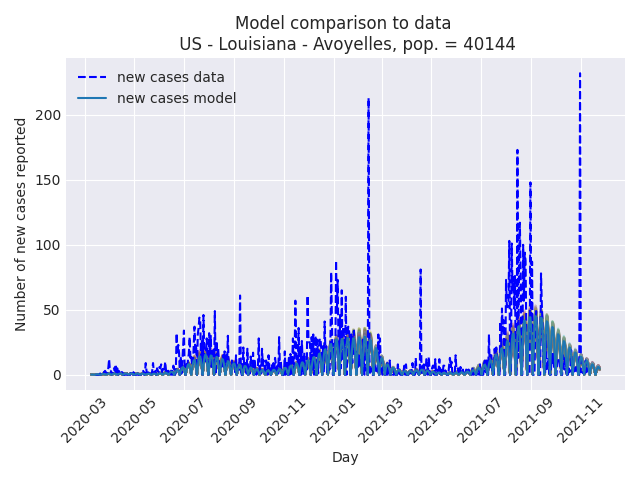 Model comparison to data
US - Louisiana - Avoyelles, pop. = 40144
new cases data
new cases model
Number of new cases reported
200
150
100
50
0
2020-03
2020-05
2020-07
2020-09
2020-11
2021-01
2021-03
2021-05
2021-07
2021-09
2021-11
Day